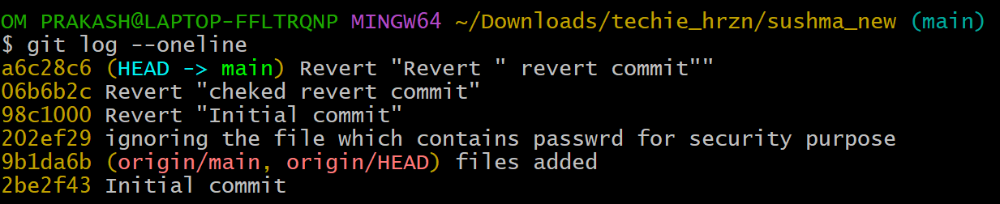 OM PRAKASH@LAPTOP-FFLTRQNP MINGW64 ~/Downloads/techie_hrzn/sushma_new (main)
$ git log --oneline
a6c28c6 (HEAD -> main) Revert "Revert " revert commit""
06b6b2c Revert "cheked revert commit"
98c1000 Revert "Initial commit"
202ef29 ignoring the file which contains passwrd for security purpose
9b1da6b (origin/main, origin/HEAD) files added
2be2f43 Initial commit